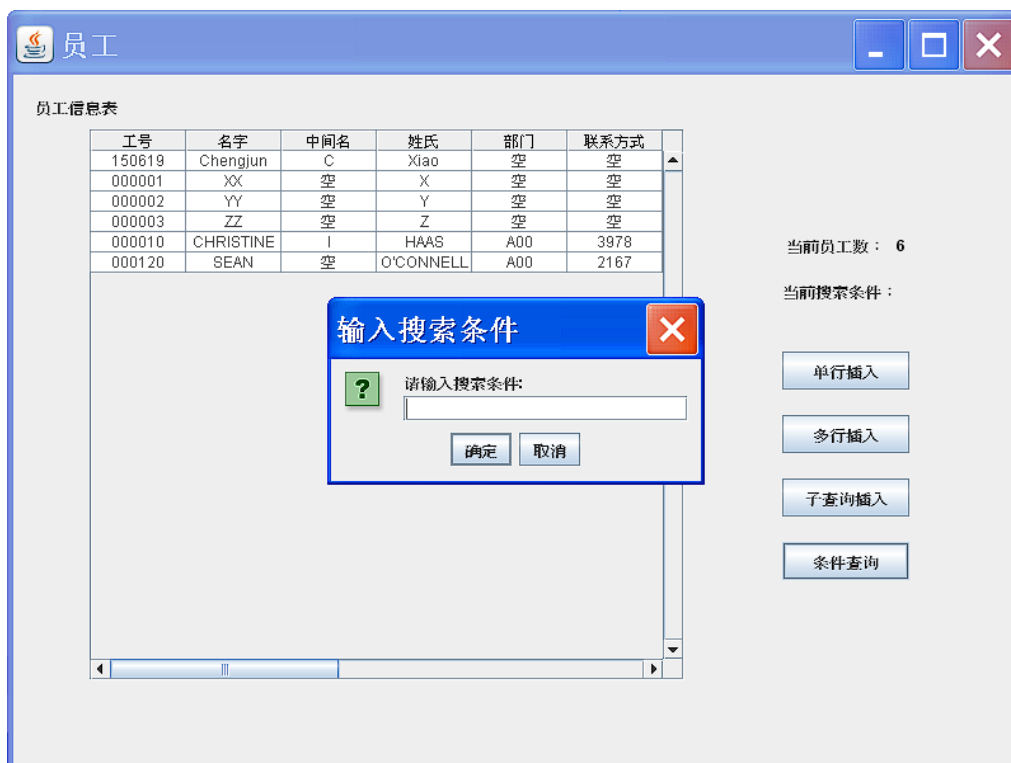 员工
员工信息表
工号 名字 中间名 姓氏 部门 联系方式
150619 Chengjun C Xiao 空 空
000001 XX 空 X 空 空
000002 YY 空 Y 空 空
000003 ZZ 空 Z 空 空
000010 CHRISTINE I HAAS A00 3978
000120 SEAN 空 O'CONNELL A00 2167
当前员工数： 6
当前搜索条件：
输入搜索条件
?
请输入搜索条件:
确定 取消
单行插入
多行插入
子查询插入
条件查询